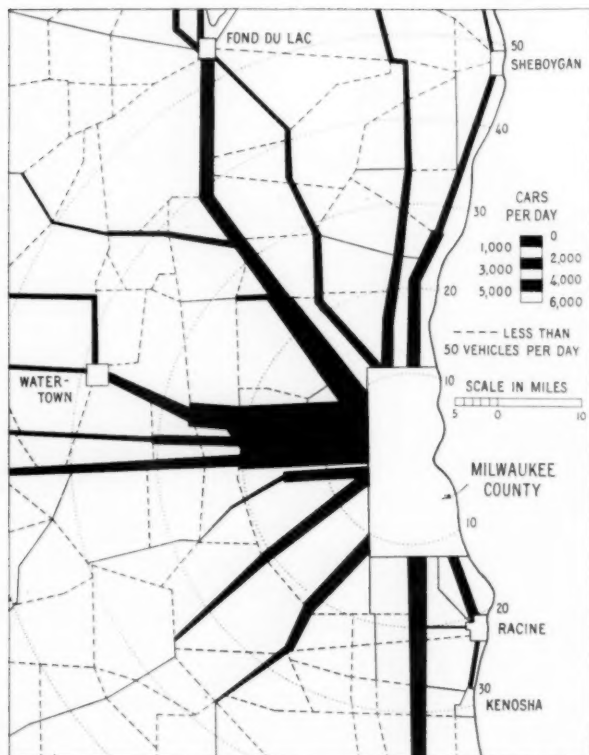 FOND DU LAC
50
SHEBOYGAN
40
30
CARS
PER DAY
0
1,000
2,000
3,000
4,000
5,000
6,000
20
LESS THAN
50 VEHICLES PER DAY
WATER-
TOWN
10
SCALE IN MILES
5 0 10
MILWAUKEE
COUNTY
10
20
RACINE
30
KENOSHA